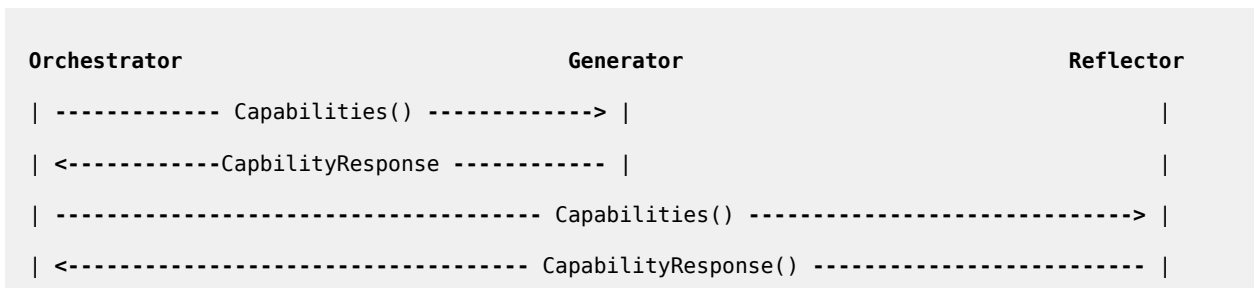 Orchestrator Generator Reflector
| ------------- Capabilities() -------------> | |
| <------------CapbilityResponse ------------ | |
| -------------------------------------- Capabilities() ------------------------------> |
| <------------------------------------ CapabilityResponse() -------------------------- |